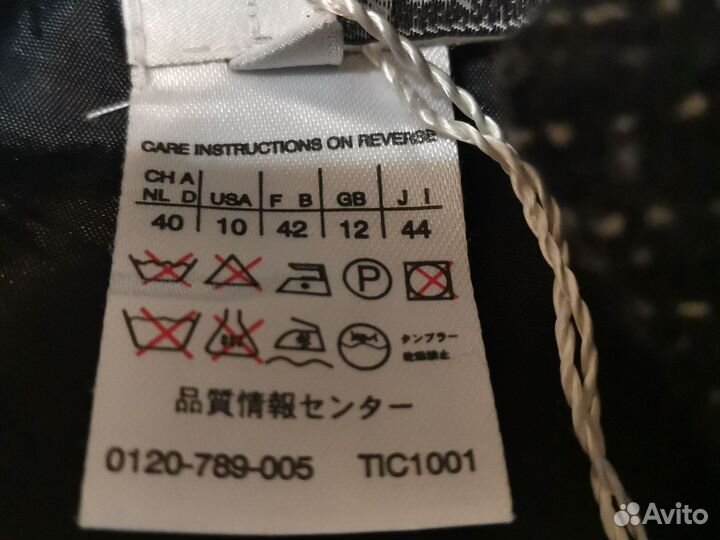 CARE INSTRUCTIONS ON REVERSE
CH A NL D USA F B GB J I
40 10 42 12 44
P
タンブラー
乾燥禁止
品質情報センター
0120-789-005 TIC1001
Avito